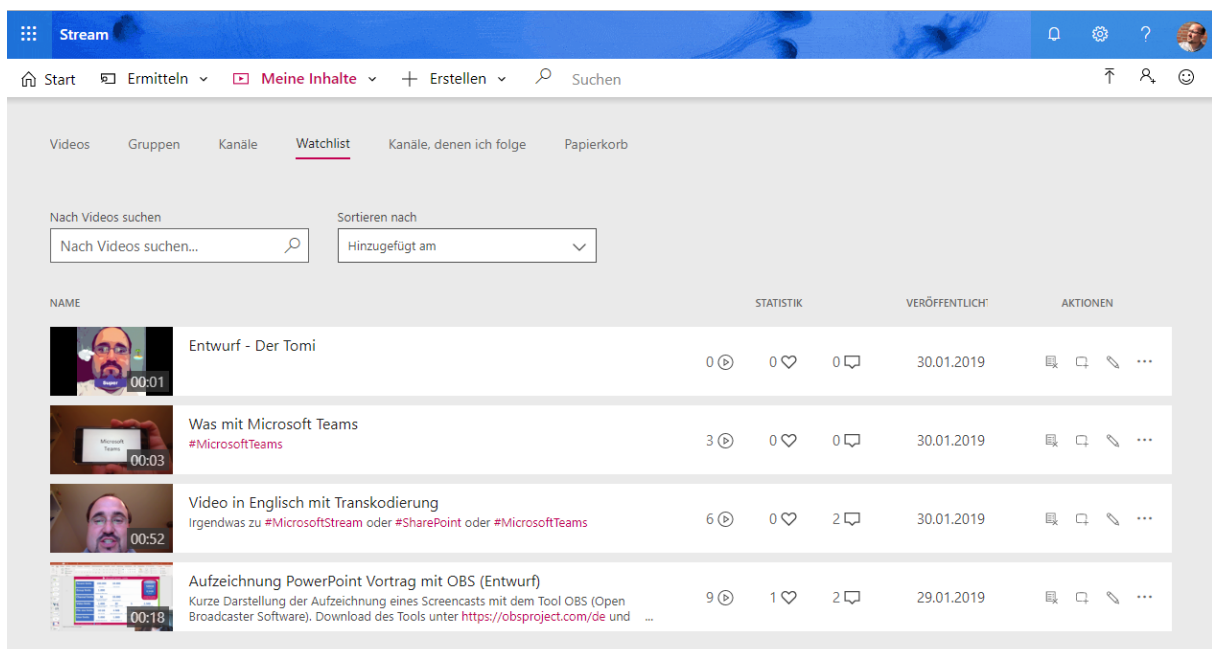 Stream
Start Ermitteln Meine Inhalte Erstellen Suchen
Videos Gruppen Kanäle Watchlist Kanäle, denen ich folge Papierkorb
Nach Videos suchen Sortieren nach
Nach Videos suchen... Hinzugefügt am
NAME STATISTIK VERÖFFENTLICHT AKTIONEN
Entwurf - Der Tomi
Super 00:01 0 0 0 30.01.2019
Was mit Microsoft Teams
#MicrosoftTeams
Microsoft
Teams
00:03 3 0 0 30.01.2019
Video in Englisch mit Transkodierung
Irgendwas zu #MicrosoftStream oder #SharePoint oder #MicrosoftTeams
00:52 6 0 2 30.01.2019
Aufzeichnung PowerPoint Vortrag mit OBS (Entwurf)
Kurze Darstellung der Aufzeichnung eines Screencasts mit dem Tool OBS (Open
Broadcaster Software). Download des Tools unter https://obsproject.com/de und ...
00:18 9 1 2 29.01.2019